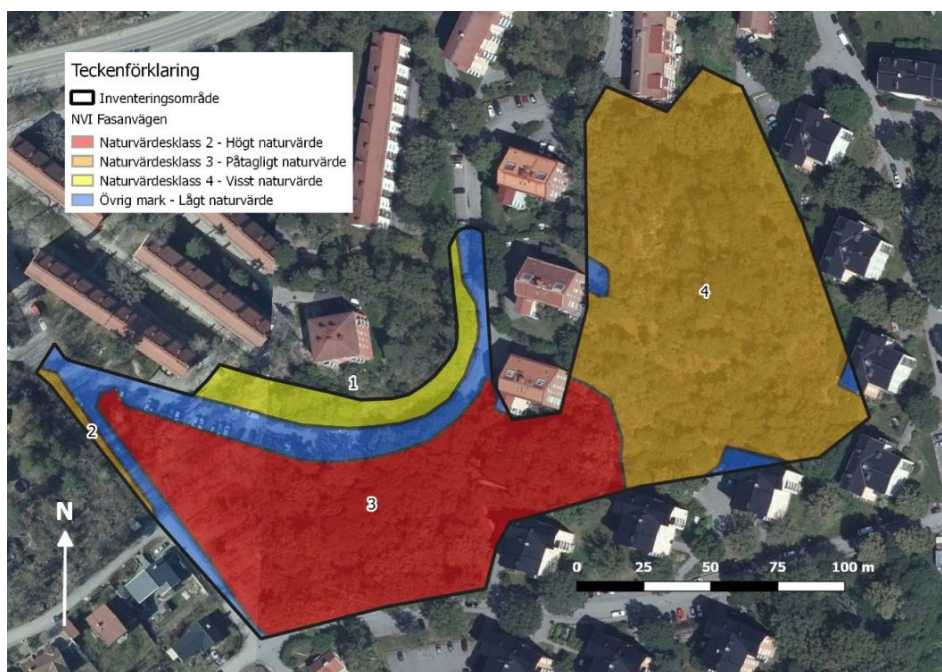 Teckenförklaring
Inventeringsområde
NVI Fasanvägen
Naturvärdesklass 2 - Högt naturvärde
Naturvärdesklass 3 - Påtagligt naturvärde
Naturvärdesklass 4 - Visst naturvärde
Övrig mark - Lågt naturvärde
4
1
2
3
N
0 25 50 75 100 m